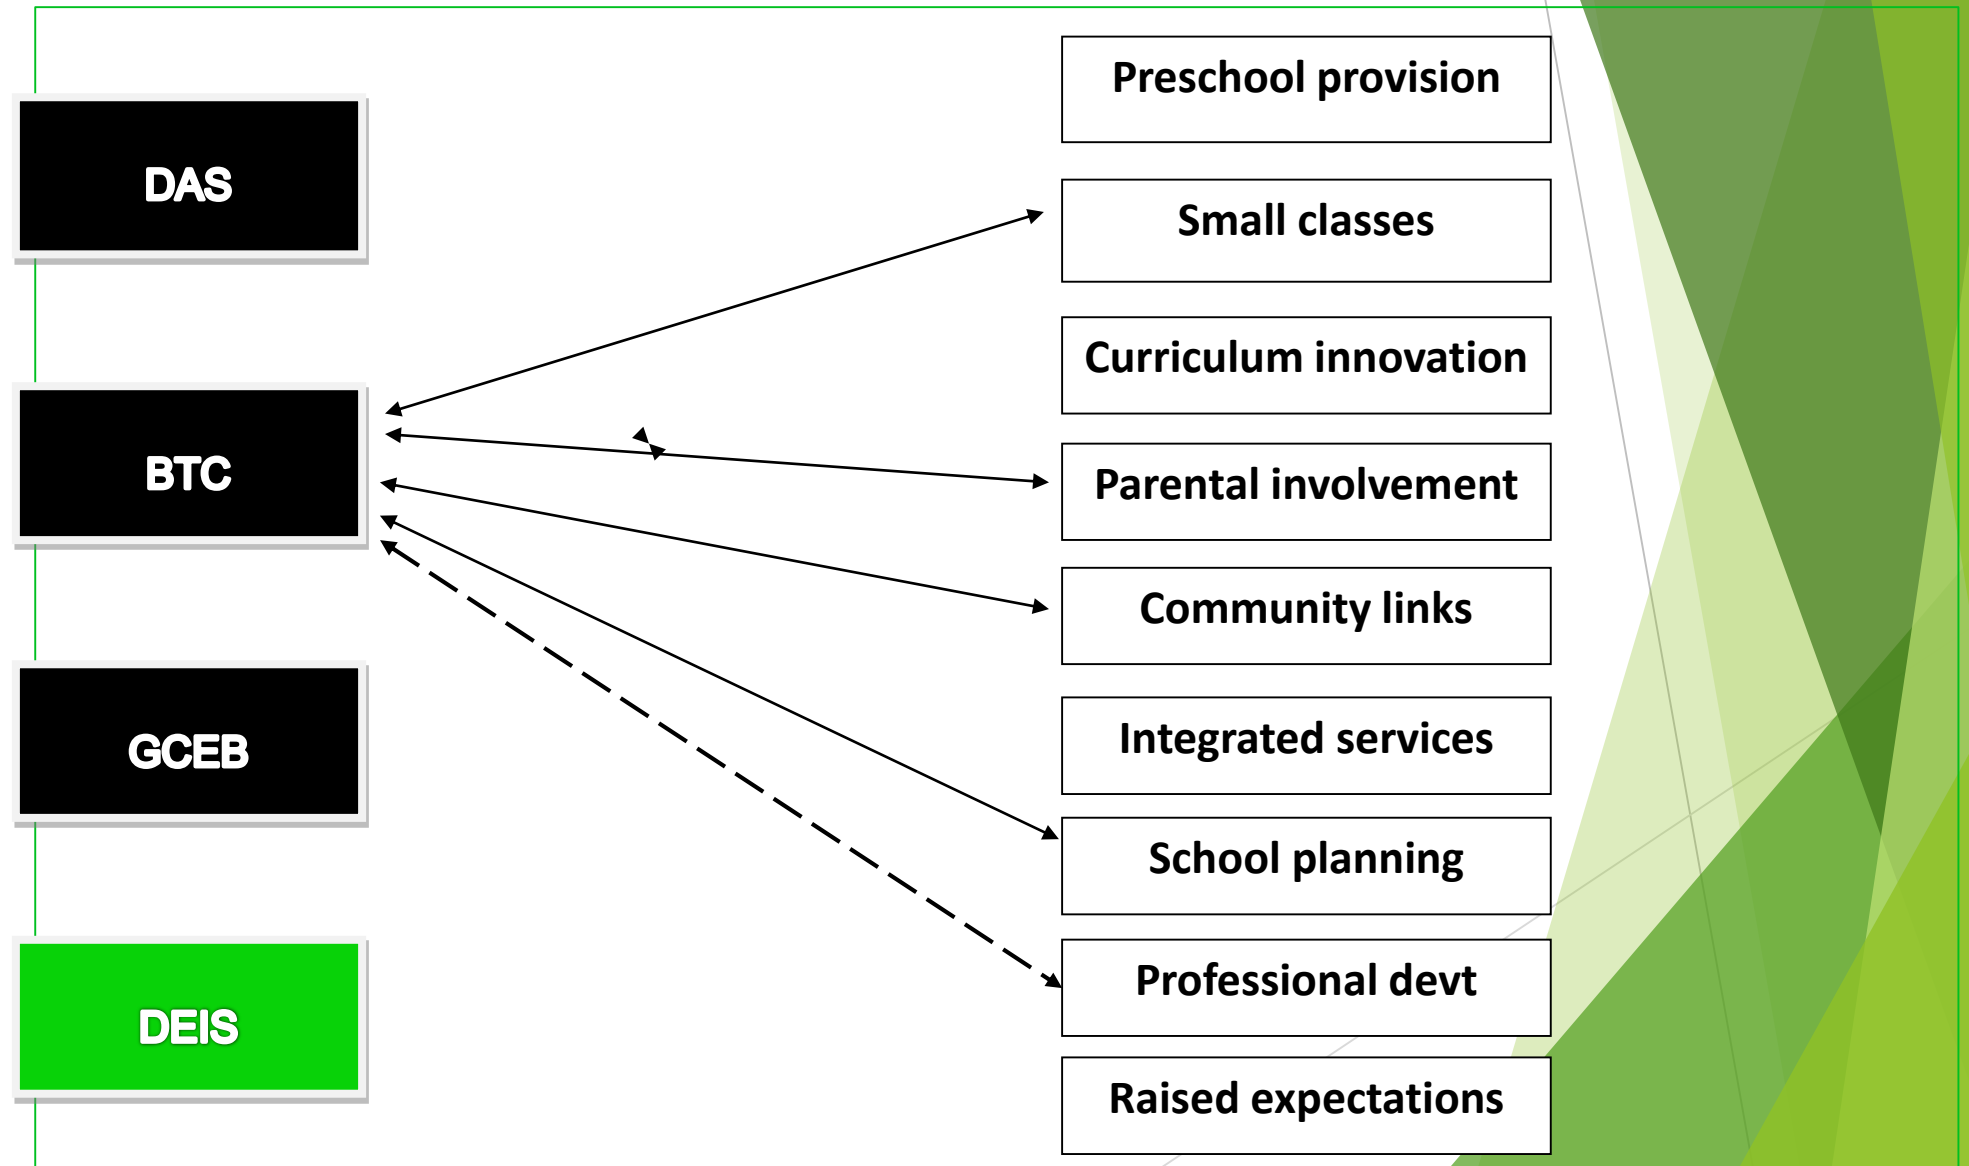 DAS
BTC
GCEB
DEIS
Preschool provision
Small classes
Curriculum innovation
Parental involvement
Community links
Integrated services
School planning
Professional devt
Raised expectations